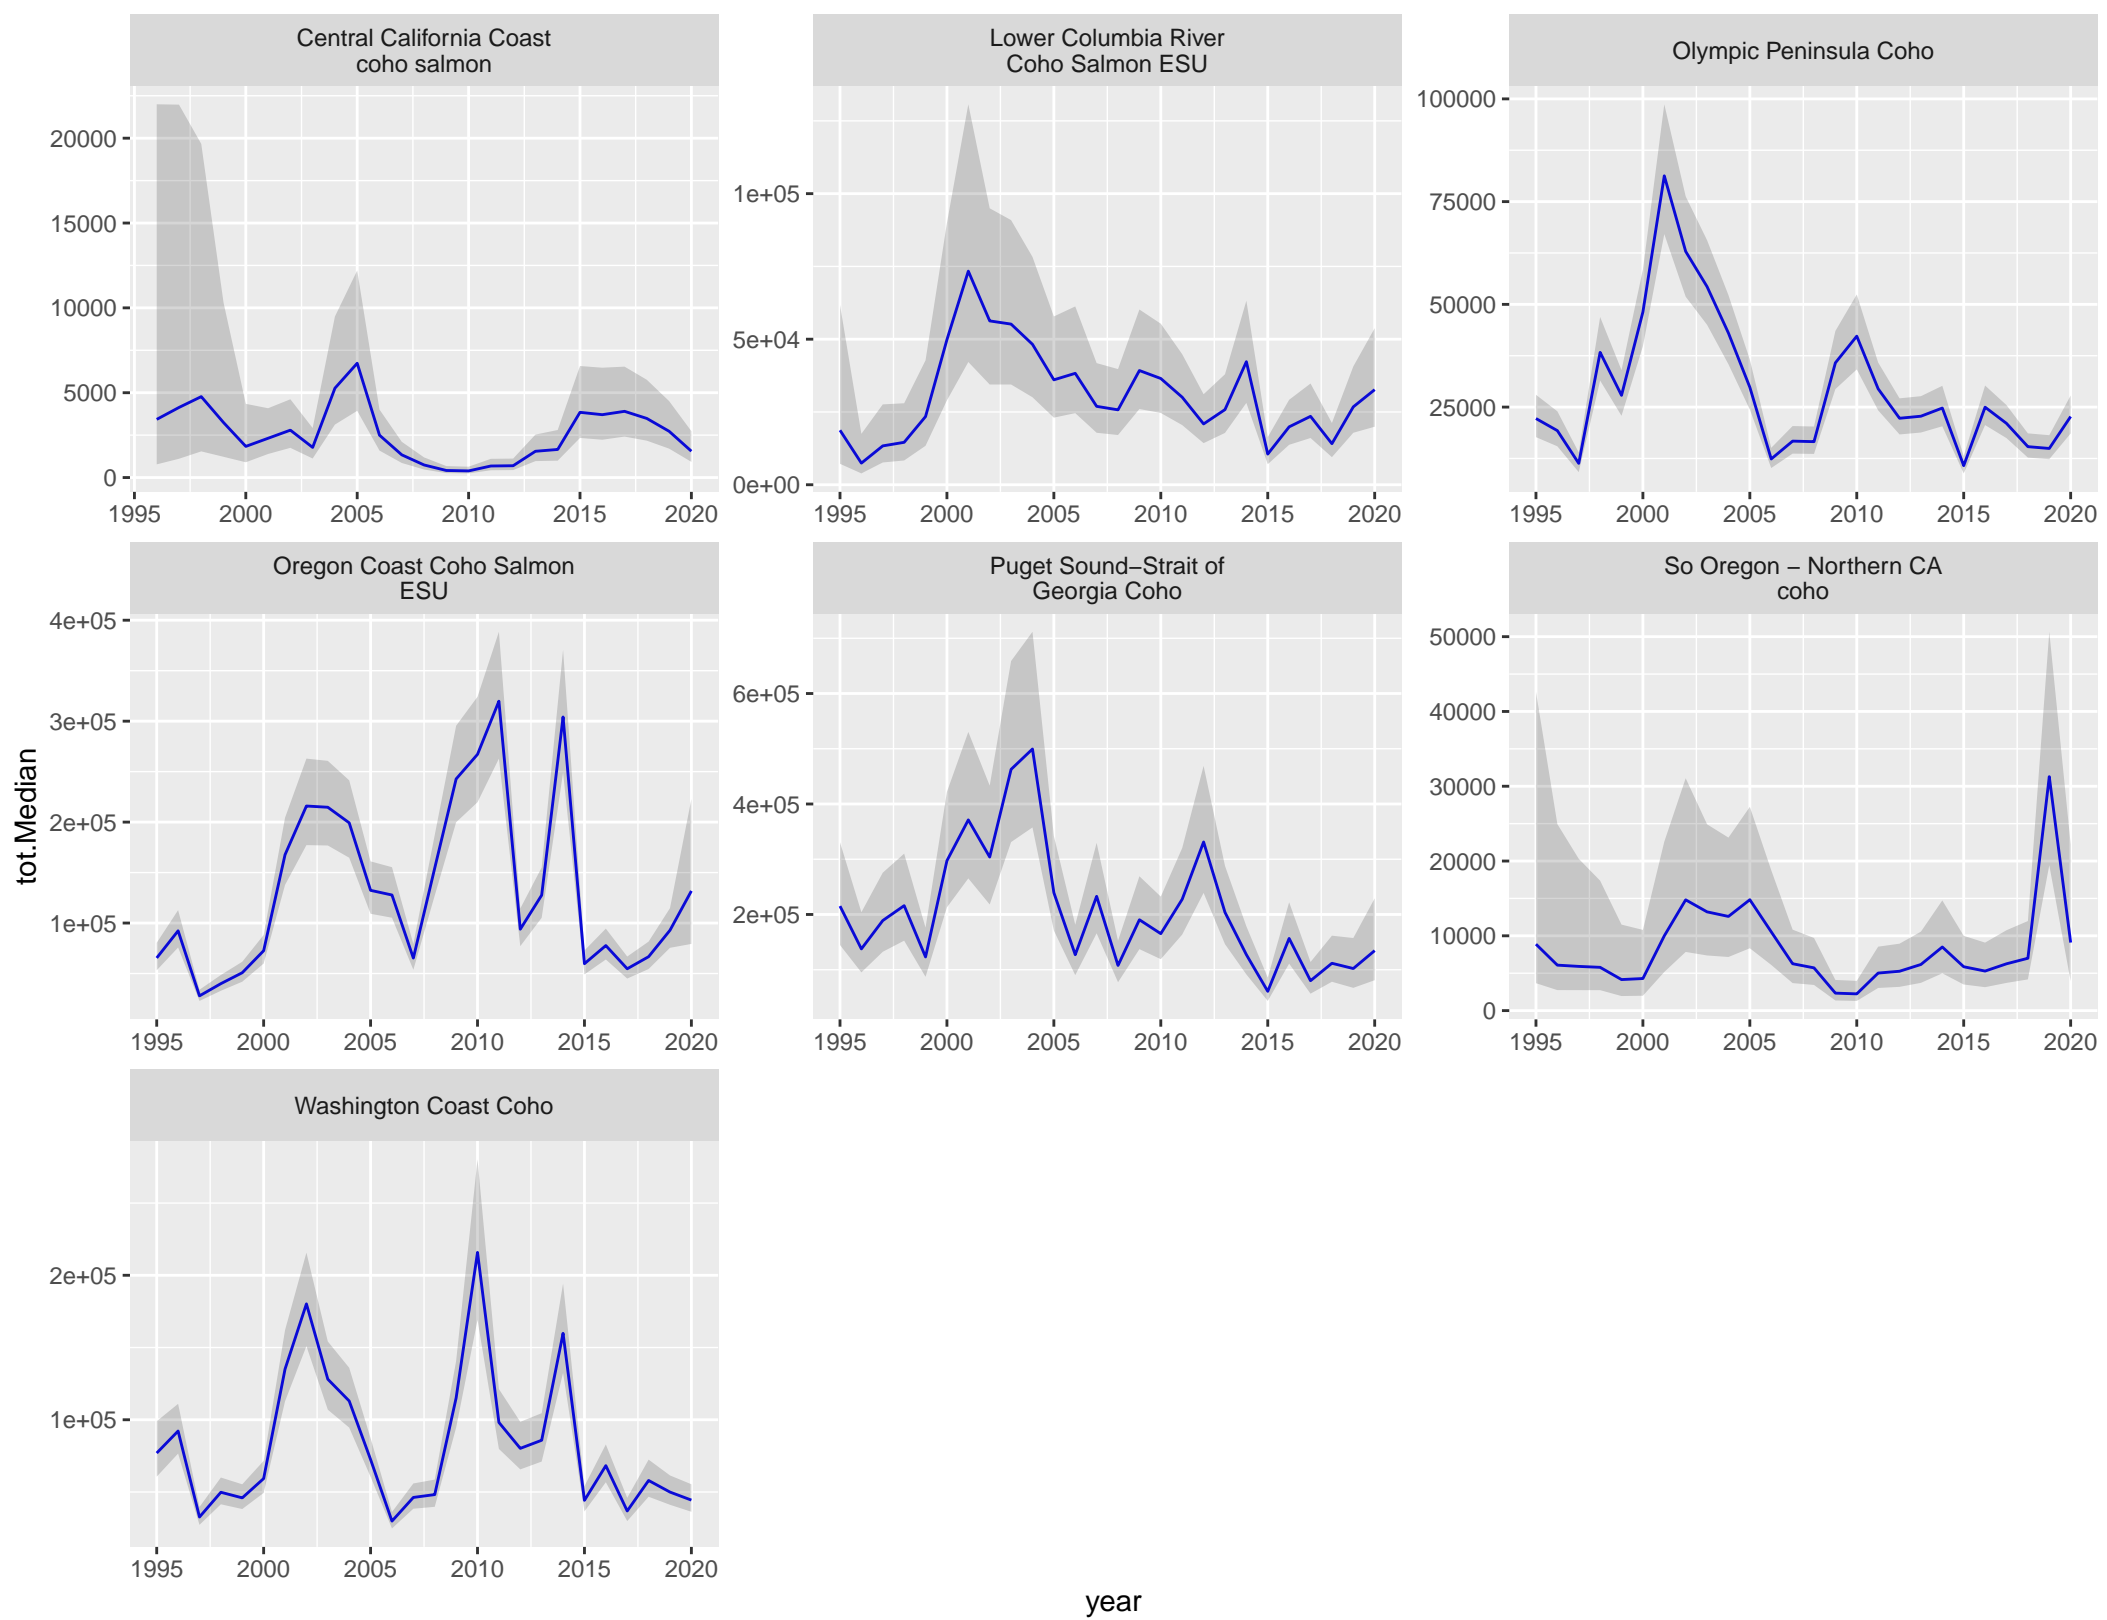 Central California Coast
coho salmon
Lower Columbia River
Coho Salmon ESU
Olympic Peninsula Coho
20000
15000
10000
5000
0
1995 2000 2005 2010 2015 2020
1e+05
5e+04
0e+00
1995 2000 2005 2010 2015 2020
100000
75000
50000
25000
1995 2000 2005 2010 2015 2020
Oregon Coast Coho Salmon
ESU
Puget Sound−Strait of
Georgia Coho
So Oregon − Northern CA
coho
4e+05
3e+05
2e+05
1e+05
1995 2000 2005 2010 2015 2020
6e+05
4e+05
2e+05
1995 2000 2005 2010 2015 2020
50000
40000
30000
20000
10000
0
1995 2000 2005 2010 2015 2020
Washington Coast Coho
2e+05
1e+05
1995 2000 2005 2010 2015 2020
tot.Median
year